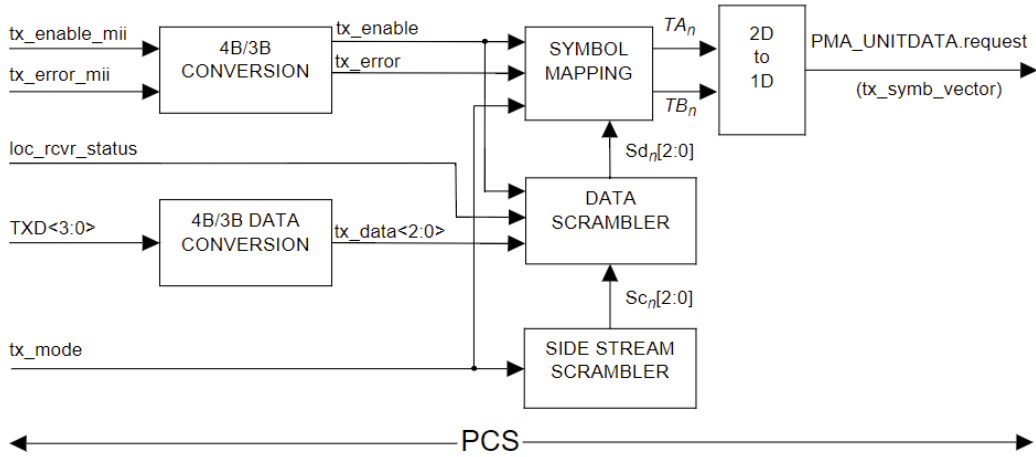 tx_enable_mii
tx_error_mii
4B/3B
CONVERSION
tx_enable
tx_error
SYMBOL
MAPPING
TAn
TBn
2D
to
1D
PMA_UNITDATA.request
(tx_symb_vector)
loc_rcvr_status
Sdn[2:0]
TXD<3:0>
4B/3B DATA
CONVERSION
tx_data<2:0>
DATA
SCRAMBLER
Scn[2:0]
tx_mode
SIDE STREAM
SCRAMBLER
PCS